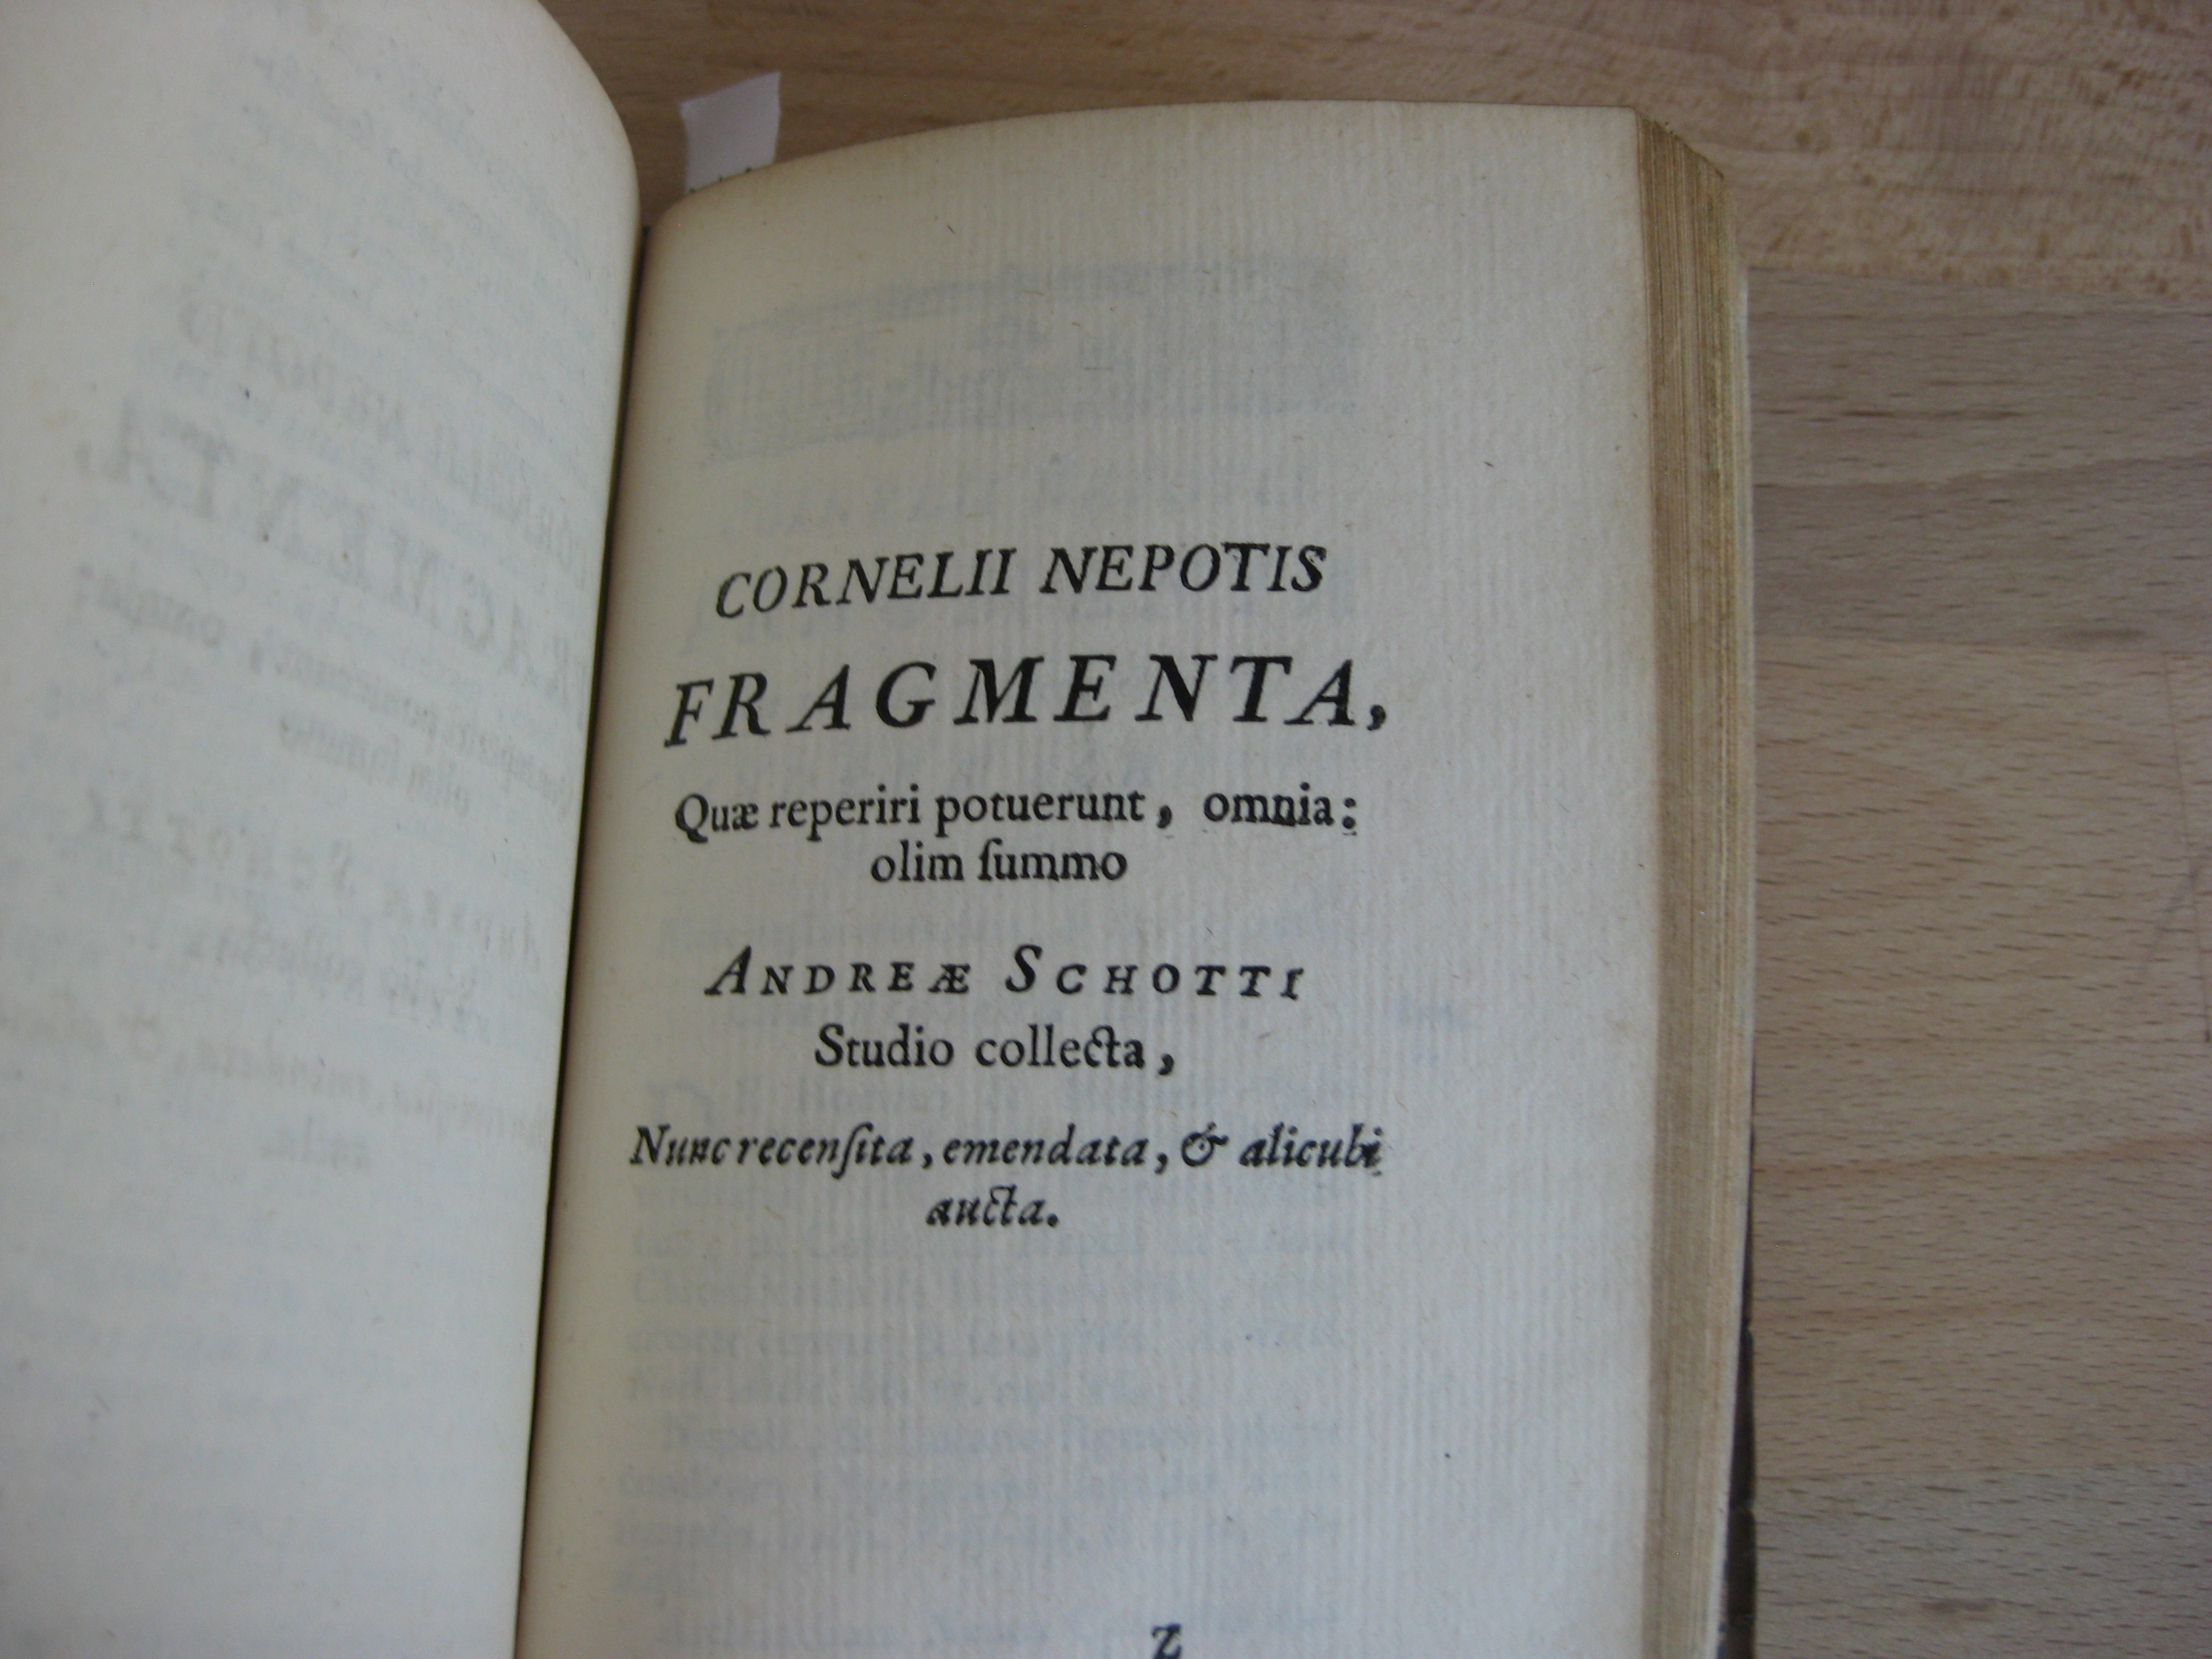 CORNELII NEPOTIS
FRAGMENTA,
Quæ reperiri potuerunt, omnia:
olim ſummo
ANDREÆ SCHOTTI
Studio collecta,
Nunc recenſita, emendata, & alicubi
aucta.
Z